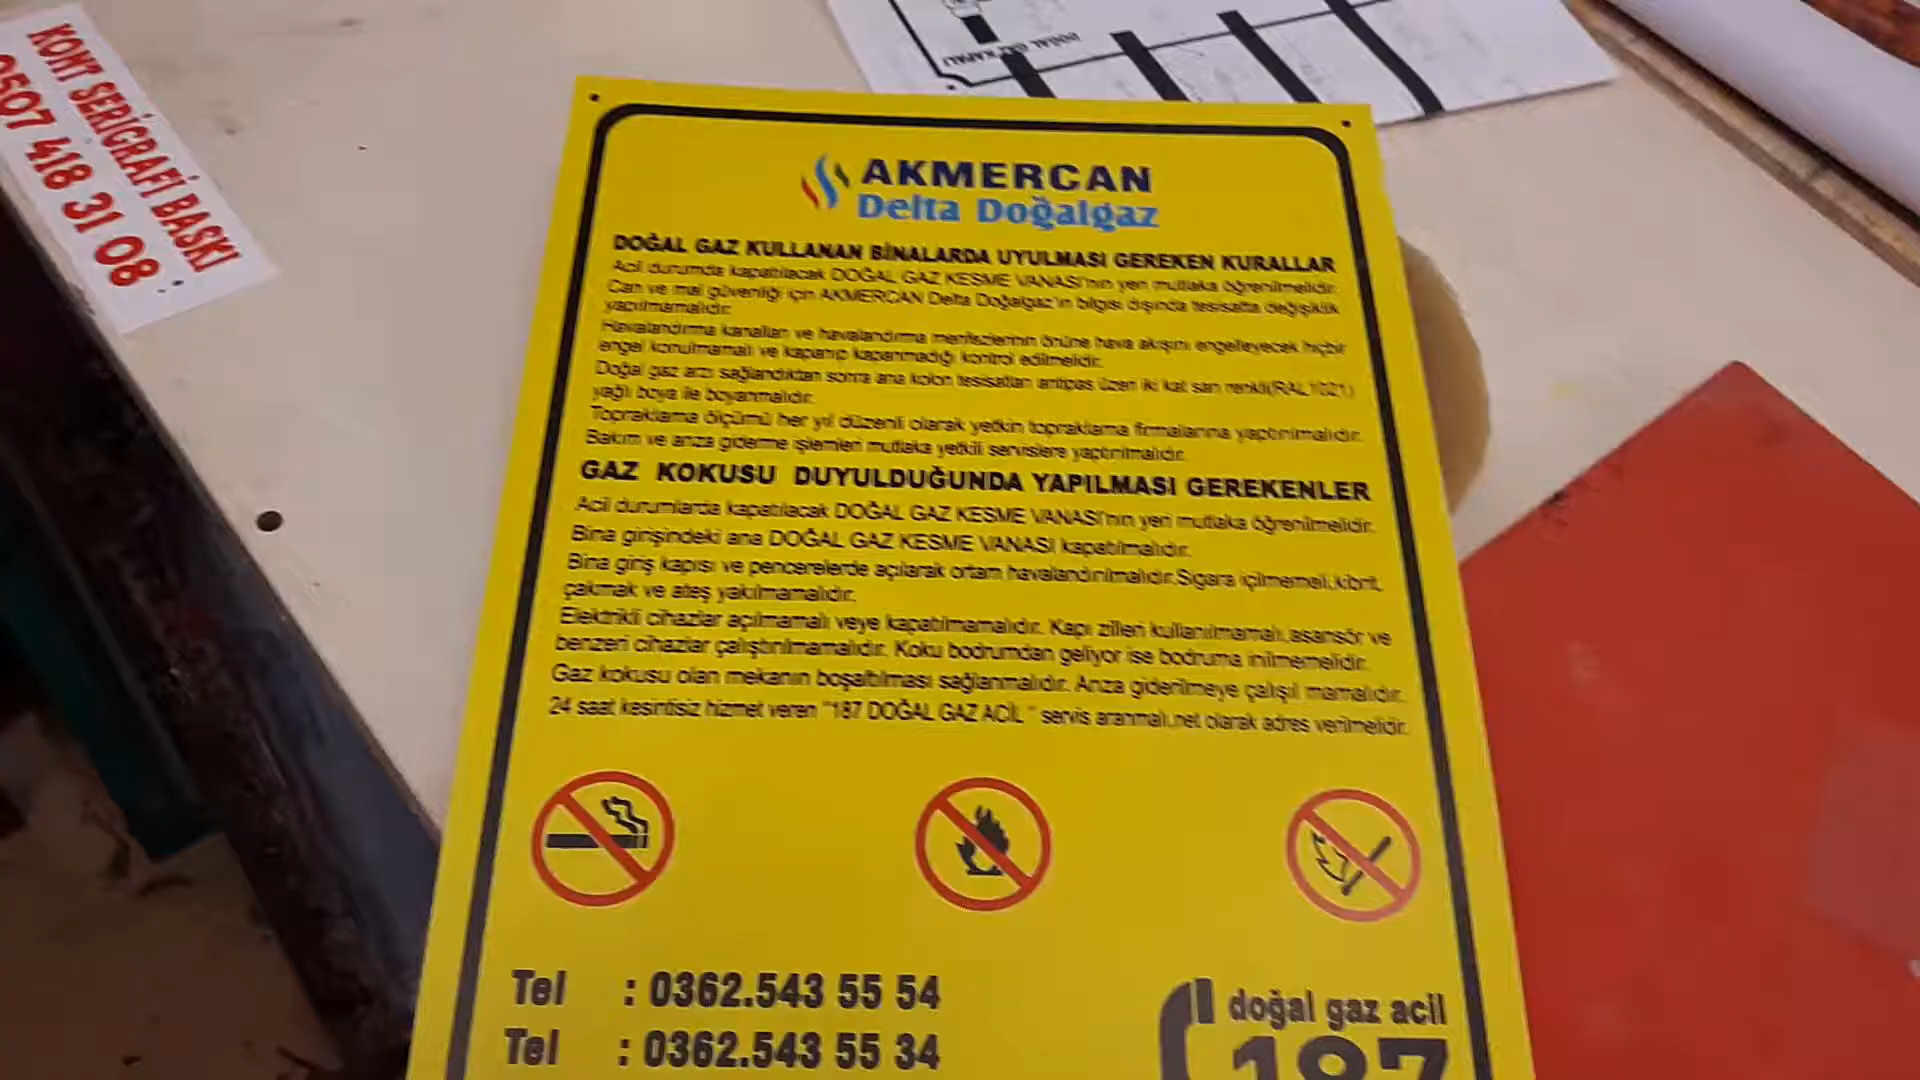 KONT SERİGRAFİ BASKI
0507 418 31 08
DOĞAL GAZ KAPALI
AKMERCAN
Delta Doğalgaz
DOĞAL GAZ KULLANAN BİNALARDA UYULMASI GEREKEN KURALLAR
Acil durumda kapatılacak DOĞAL GAZ KESME VANASI'nın yeri mutlaka öğrenilmelidir.
Can ve mal güvenliği için AKMERCAN Delta Doğalgaz'ın bilgisi dışında tesisatta değişiklik
yapılmamalıdır.
Havalandırma kanalları ve havalandırma menfezlerinin önüne hava akışını engelleyecek hiçbir
engel konulmamalı ve kapanıp kapanmadığı kontrol edilmelidir.
Doğal gaz arzı sağlandıktan sonra ana kolon tesisatları antipas üzeri iki kat sarı renkli(RAL1021)
yağlı boya ile boyanmalıdır.
Topraklama ölçümü her yıl düzenli olarak yetkin topraklama firmalarına yaptırılmalıdır.
Bakım ve arıza giderme işlemleri mutlaka yetkili servislere yaptırılmalıdır.
GAZ KOKUSU DUYULDUĞUNDA YAPILMASI GEREKENLER
Acil durumlarda kapatılacak DOĞAL GAZ KESME VANASI'nın yeri mutlaka öğrenilmelidir.
Bina girişindeki ana DOĞAL GAZ KESME VANASI kapatılmalıdır.
Bina giriş kapısı ve pencerelerde açılarak ortam havalandırılmalıdır.Sigara içilmemeli,kibrit,
çakmak ve ateş yakılmamalıdır.
Elektrikli cihazlar açılmamalı veye kapatılmamalıdır. Kapı zilleri kullanılmamalı,asansör ve
benzeri cihazlar çalıştırılmamalıdır. Koku bodrumdan geliyor ise bodruma inilmemelidir.
Gaz kokusu olan mekanın boşaltılması sağlanmalıdır. Arıza giderilmeye çalışıl mamalıdır.
24 saat kesintisiz hizmet veren "187 DOĞAL GAZ ACİL " servis aranmalı,net olarak adres verilmelidir.
Tel : 0362.543 55 54
Tel : 0362.543 55 34
doğal gaz acil
187